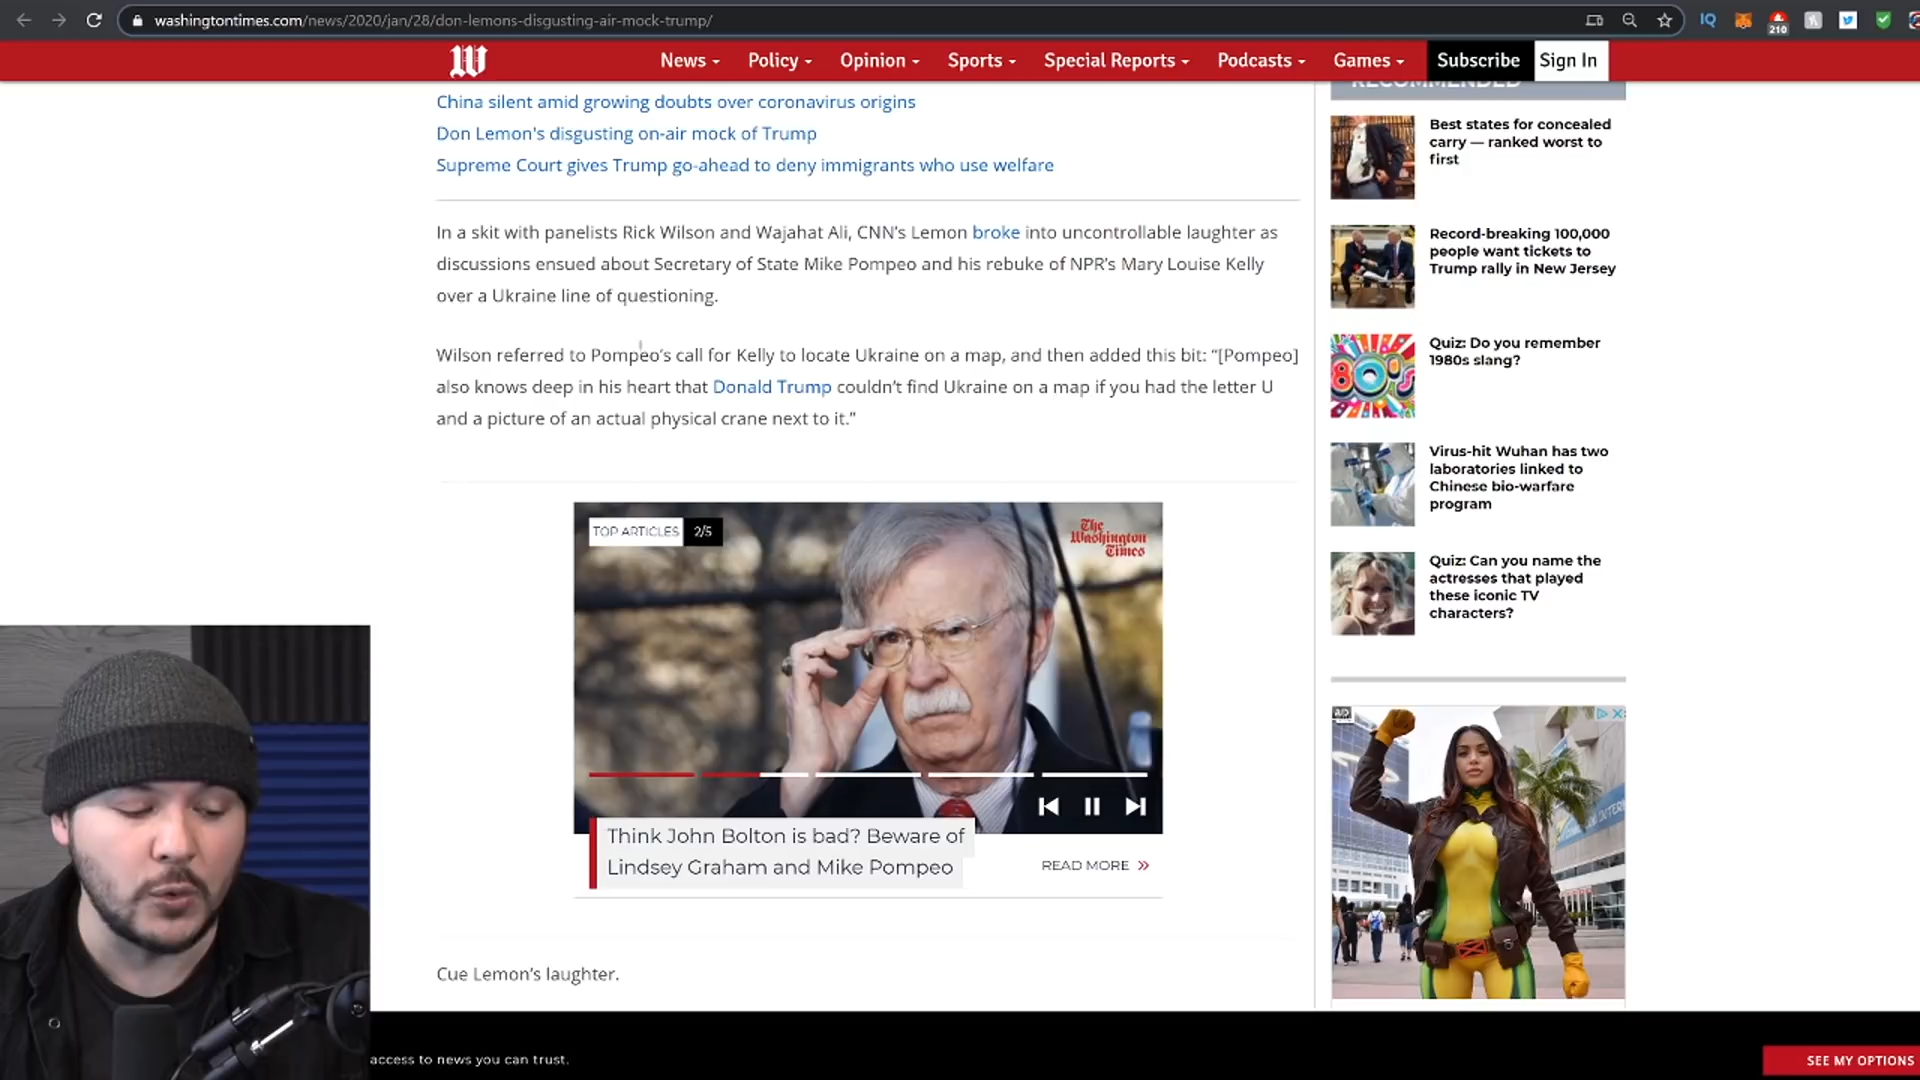 washingtontimes.com/news/2020/jan/28/don-lemons-disgusting-air-mock-trump/
IQ
210
W
News
Policy
Opinion
Sports
Special Reports
Podcasts
Games
Subscribe
Sign In
China silent amid growing doubts over coronavirus origins
Don Lemon's disgusting on-air mock of Trump
Supreme Court gives Trump go-ahead to deny immigrants who use welfare
In a skit with panelists Rick Wilson and Wajahat Ali, CNN's Lemon broke into uncontrollable laughter as
discussions ensued about Secretary of State Mike Pompeo and his rebuke of NPR's Mary Louise Kelly
over a Ukraine line of questioning.
Wilson referred to Pompeo's call for Kelly to locate Ukraine on a map, and then added this bit: “[Pompeo]
also knows deep in his heart that Donald Trump couldn't find Ukraine on a map if you had the letter U
and a picture of an actual physical crane next to it.”
TOP ARTICLES 2/5
The
Washington
Times
Think John Bolton is bad? Beware of
Lindsey Graham and Mike Pompeo
READ MORE »
Cue Lemon's laughter.
RECOMMENDED
Best states for concealed
carry — ranked worst to
first
Record-breaking 100,000
people want tickets to
Trump rally in New Jersey
80's
Quiz: Do you remember
1980s slang?
Virus-hit Wuhan has two
laboratories linked to
Chinese bio-warfare
program
Quiz: Can you name the
actresses that played
these iconic TV
characters?
AD
access to news you can trust.
SEE MY OPTIONS